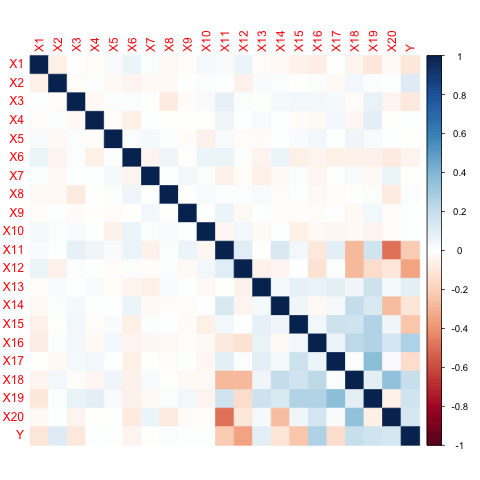 X1 X2 X3 X4 X5 X6 X7 X8 X9 X10 X11 X12 X13 X14 X15 X16 X17 X18 X19 X20 Y
X1
X2
X3
X4
X5
X6
X7
X8
X9
X10
X11
X12
X13
X14
X15
X16
X17
X18
X19
X20
Y
1
0.8
0.6
0.4
0.2
0
-0.2
-0.4
-0.6
-0.8
-1